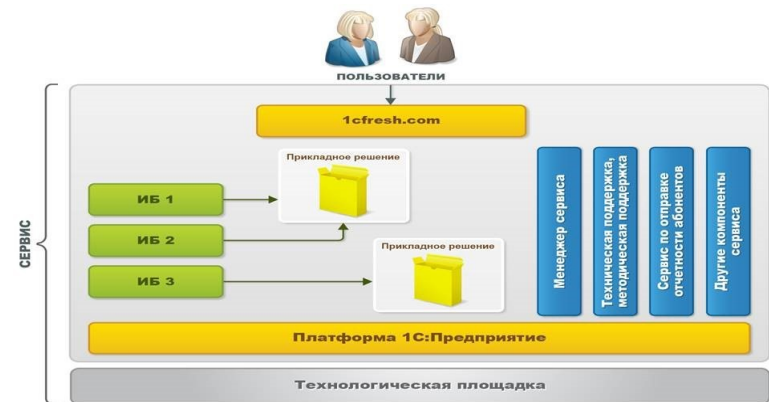 ПОЛЬЗОВАТЕЛИ
1cfresh.com
Прикладное решение
ИБ 1
ИБ 2
ИБ 3
Прикладное решение
Менеджер сервиса
Техническая поддержка,
методическая поддержка
Сервис по отправке
отчетности абонентов
Другие компоненты
сервиса
Платформа 1С:Предприятие
Технологическая площадка
СЕРВИС